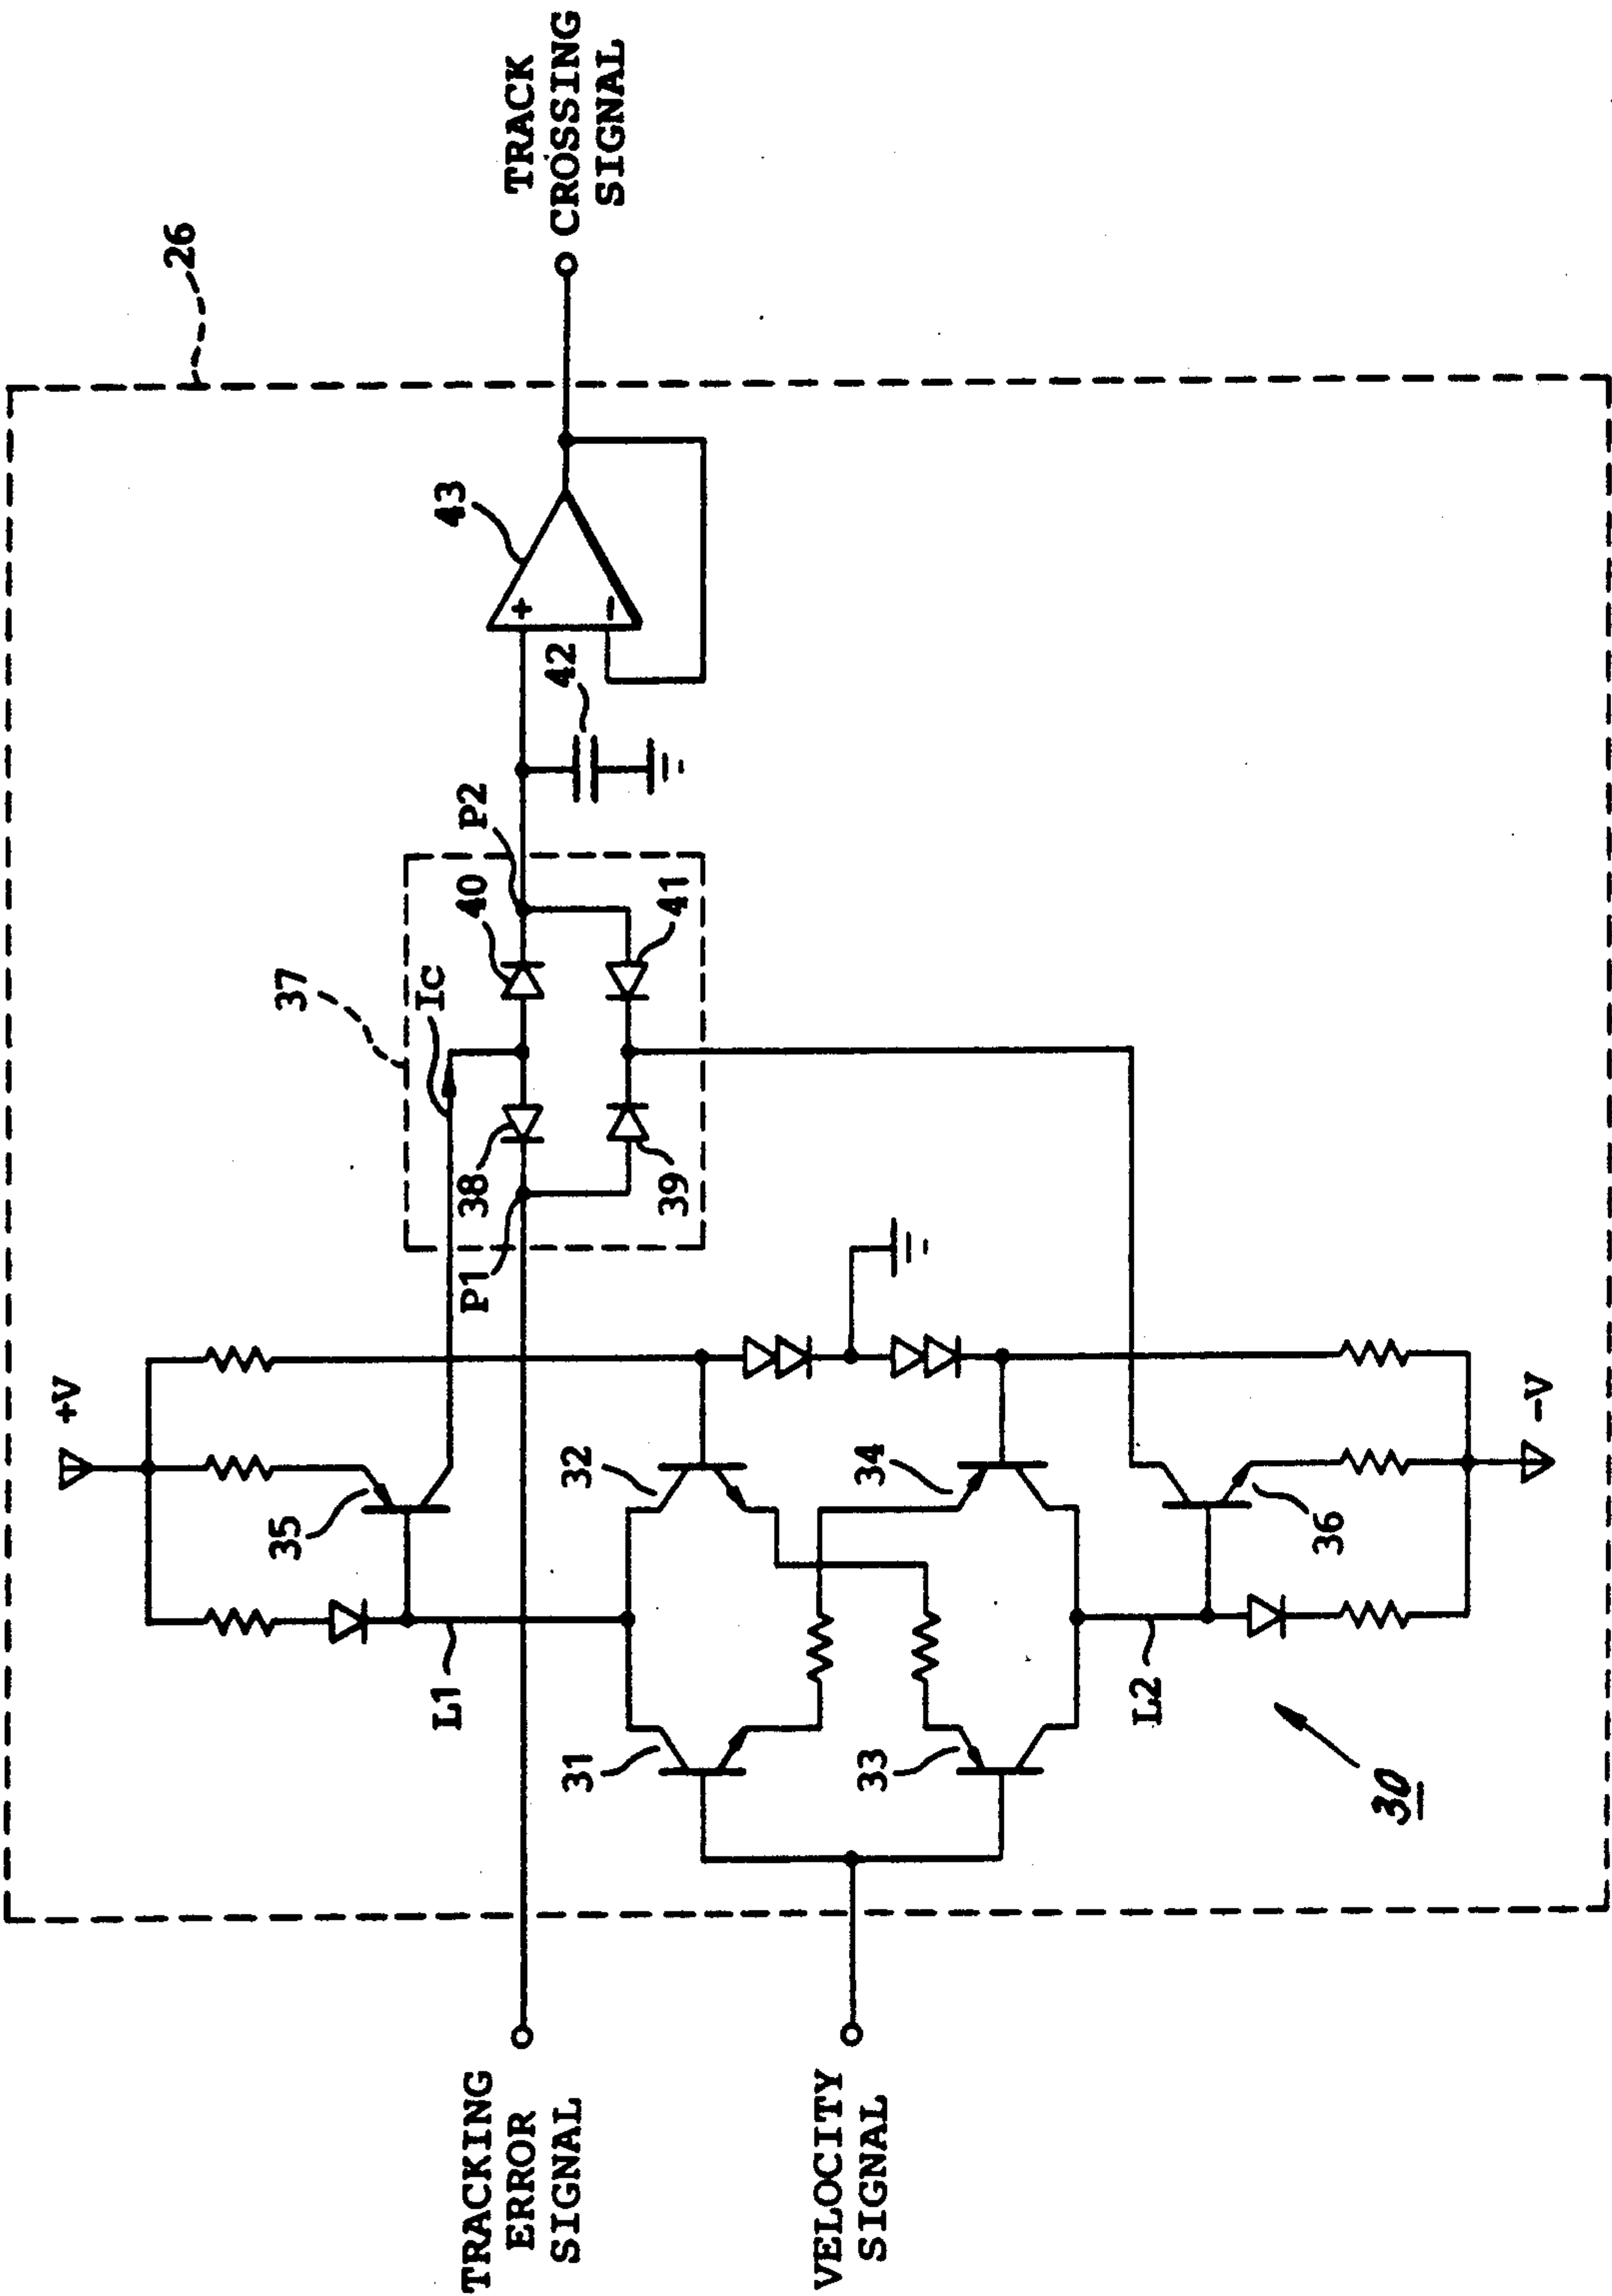 TRACKING
ERROR
SIGNAL
VELOCITY
SIGNAL
TRACK
CROSSING
SIGNAL
26
+V
35
L1
31
32
33
34
L2
36
-V
30
37
Ic
P1
38
39
40
41
P2
42
43
+
−